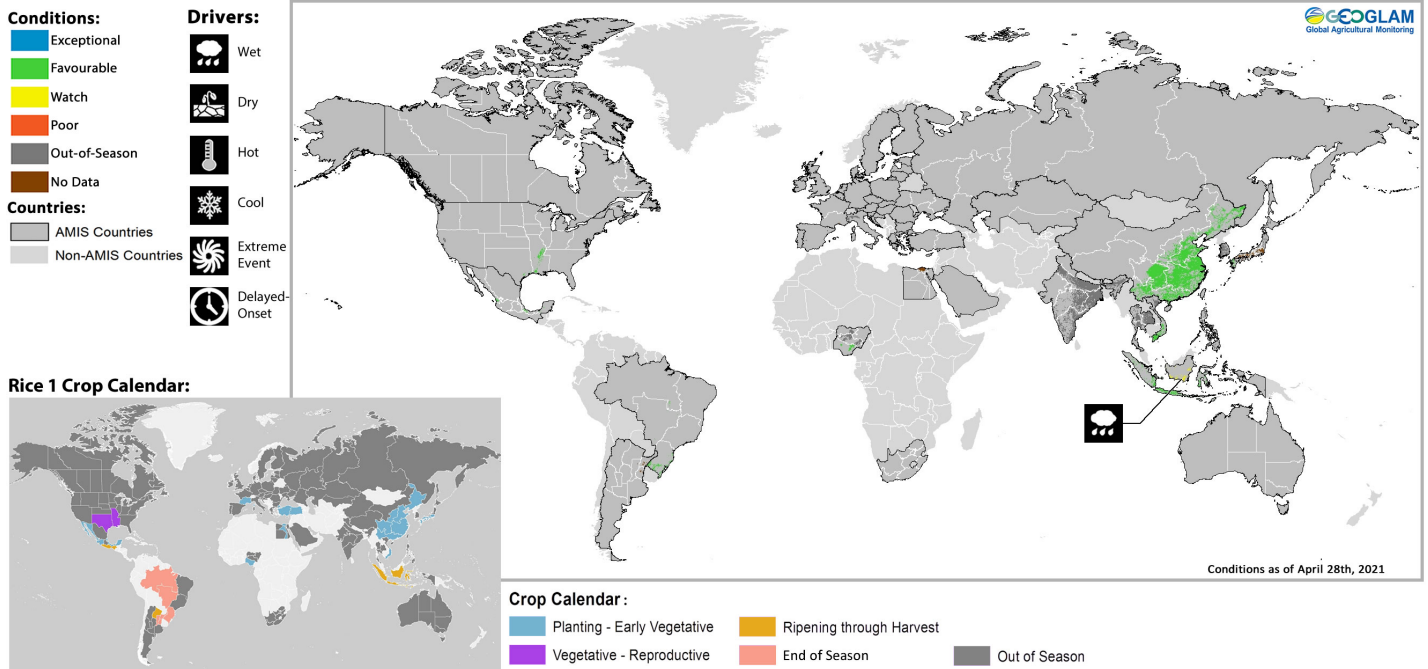 Conditions:
Exceptional
Favourable
Watch
Poor
Out-of-Season
No Data
Countries:
AMIS Countries
Non-AMIS Countries
Drivers:
Wet
Dry
Hot
Cool
Extreme
Event
Delayed-
Onset
GEOGLAM
Global Agricultural Monitoring
Conditions as of April 28th, 2021
Rice 1 Crop Calendar:
Crop Calendar :
Planting - Early Vegetative
Ripening through Harvest
Vegetative - Reproductive
End of Season
Out of Season